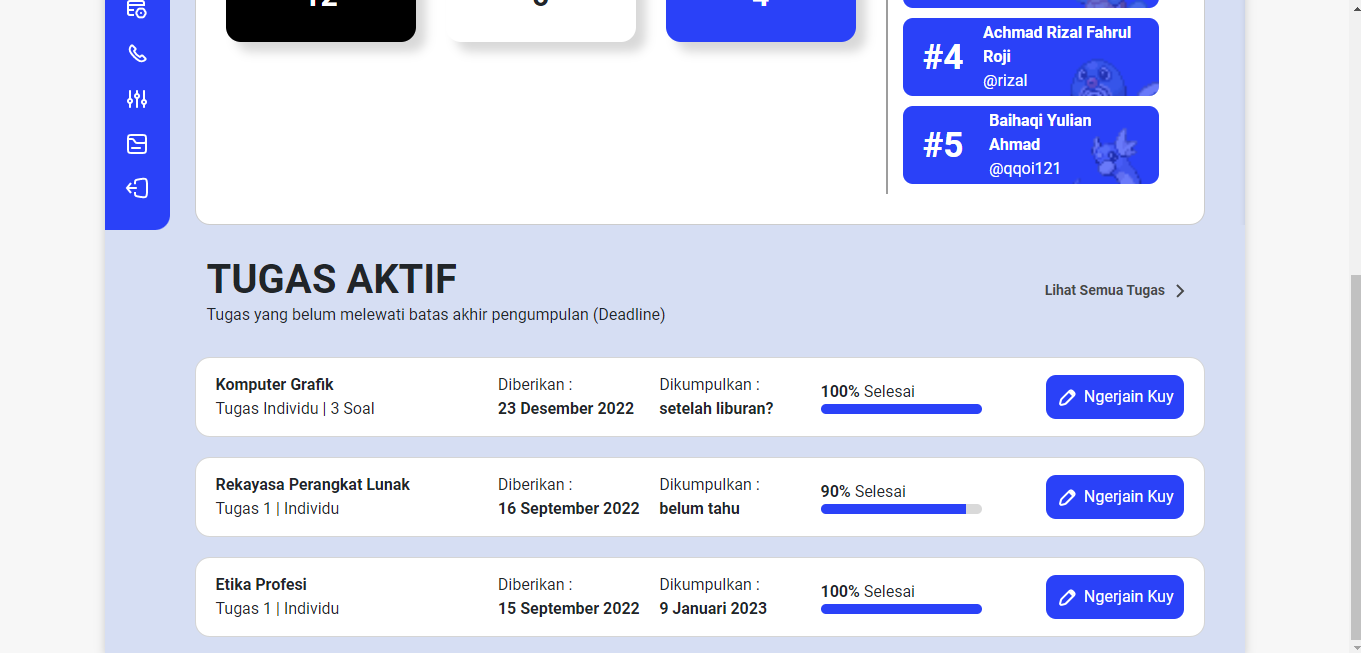 12
#4
Achmad Rizal Fahrul
Roji
@rizal
#5
Baihaqi Yulian
Ahmad
@qqoi121
TUGAS AKTIF
Tugas yang belum melewati batas akhir pengumpulan (Deadline)
Lihat Semua Tugas
Komputer Grafik
Tugas Individu | 3 Soal
Diberikan :
23 Desember 2022
Dikumpulkan :
setelah liburan?
100% Selesai
Ngerjain Kuy
Rekayasa Perangkat Lunak
Tugas 1 | Individu
Diberikan :
16 September 2022
Dikumpulkan :
belum tahu
90% Selesai
Ngerjain Kuy
Etika Profesi
Tugas 1 | Individu
Diberikan :
15 September 2022
Dikumpulkan :
9 Januari 2023
100% Selesai
Ngerjain Kuy